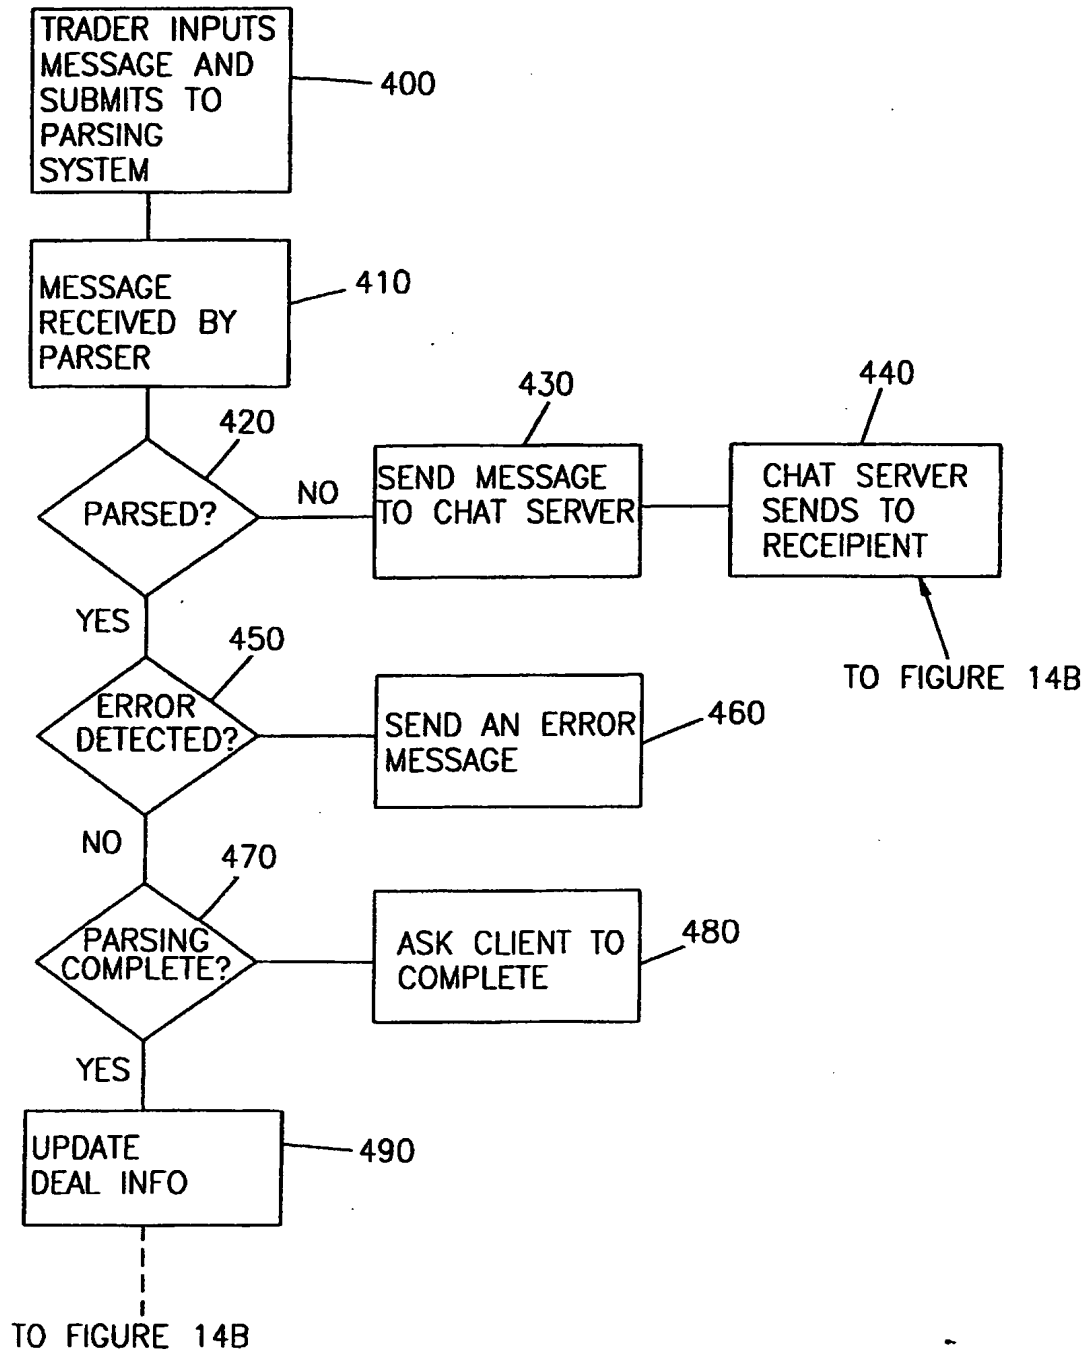 TRADER INPUTS
MESSAGE AND
SUBMITS TO
PARSING
SYSTEM
400
MESSAGE
RECEIVED BY
PARSER
410
420
PARSED?
NO
430
SEND MESSAGE
TO CHAT SERVER
440
CHAT SERVER
SENDS TO
RECEIPIENT
TO FIGURE 14B
YES
450
ERROR
DETECTED?
SEND AN ERROR
MESSAGE
460
NO
470
PARSING
COMPLETE?
ASK CLIENT TO
COMPLETE
480
YES
UPDATE
DEAL INFO
490
TO FIGURE 14B